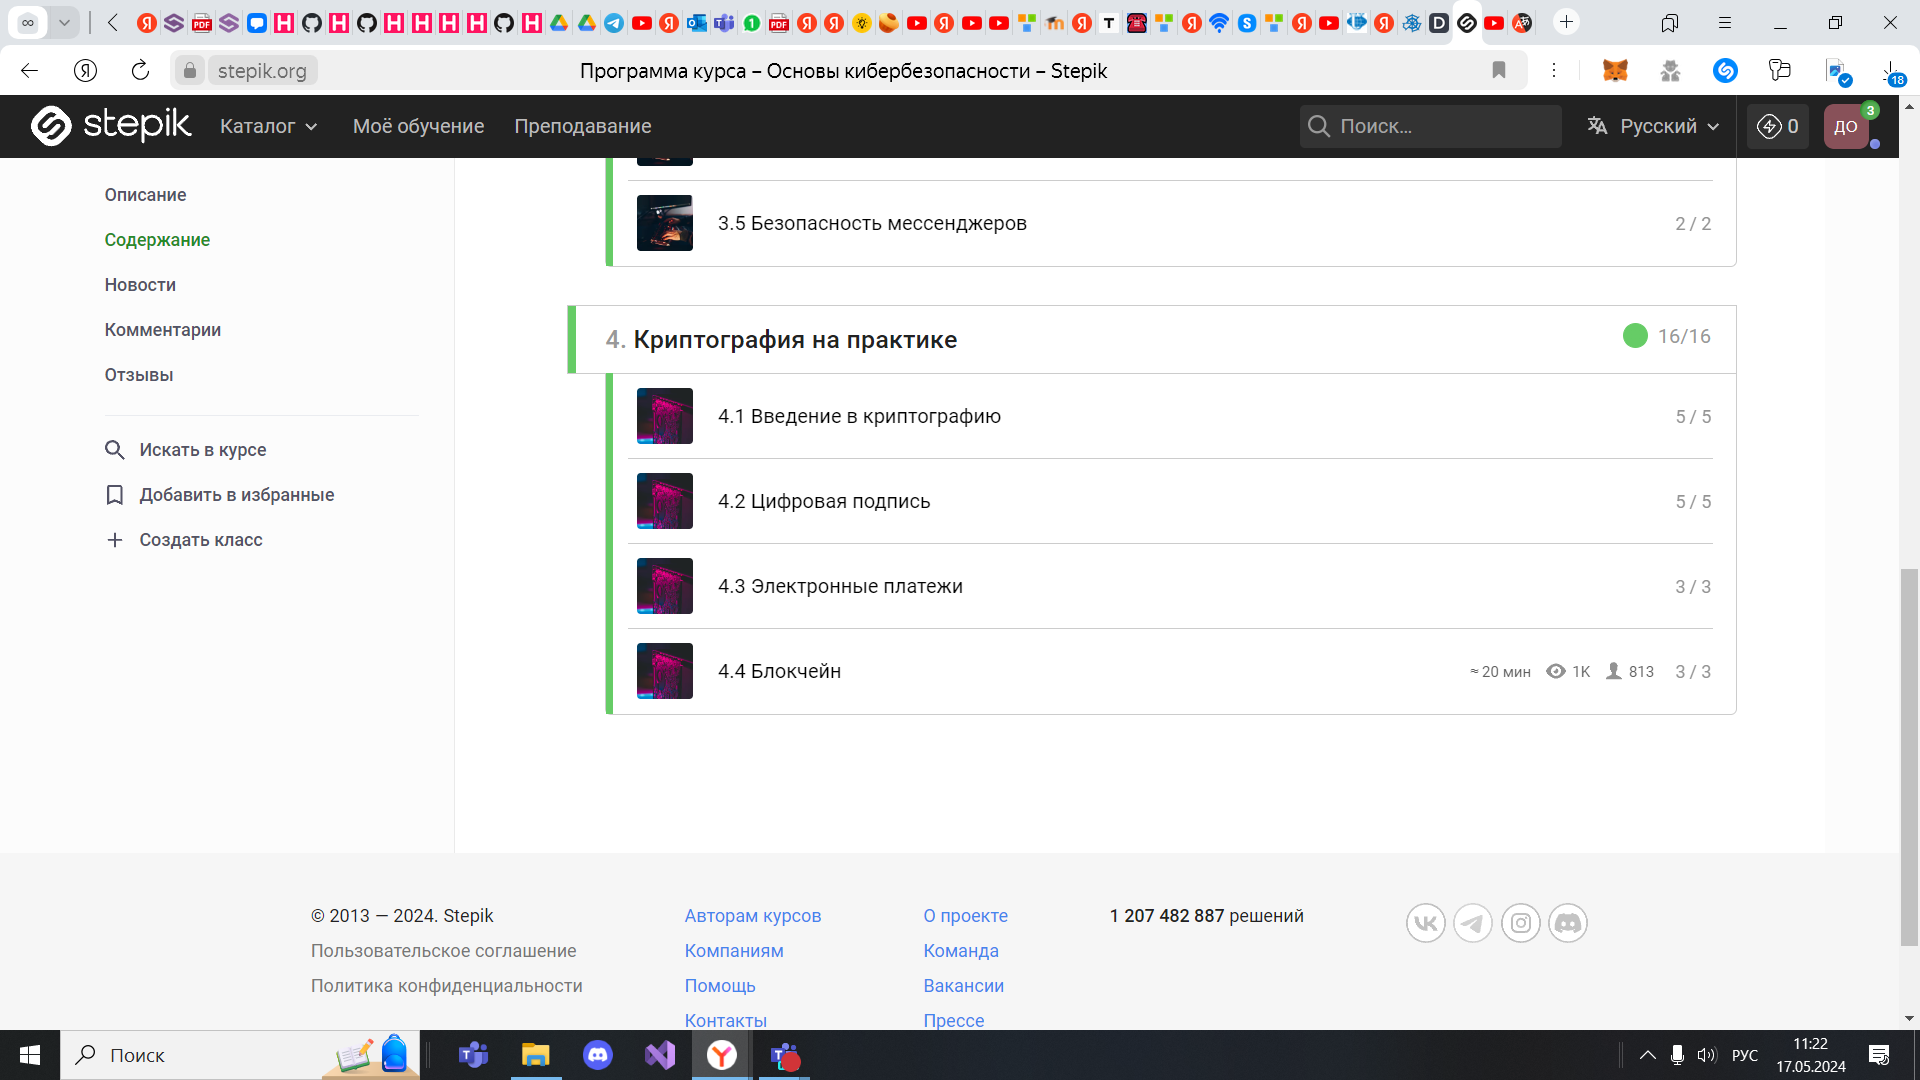 stepik.org
Программа курса – Основы кибербезопасности – Stepik
18
stepik
Каталог
Моё обучение
Преподавание
Поиск...
Русский
0
ДО
3
Описание
Содержание
Новости
Комментарии
Отзывы
Искать в курсе
Добавить в избранные
Создать класс
3.5 Безопасность мессенджеров
2 / 2
4. Криптография на практике
16/16
4.1 Введение в криптографию
5 / 5
4.2 Цифровая подпись
5 / 5
4.3 Электронные платежи
3 / 3
4.4 Блокчейн
≈ 20 мин
1K
813
3 / 3
© 2013 — 2024. Stepik
Пользовательское соглашение
Политика конфиденциальности
Авторам курсов
Компаниям
Помощь
Контакты
О проекте
Команда
Вакансии
Прессе
1 207 482 887 решений
Поиск
РУС
11:22
17.05.2024